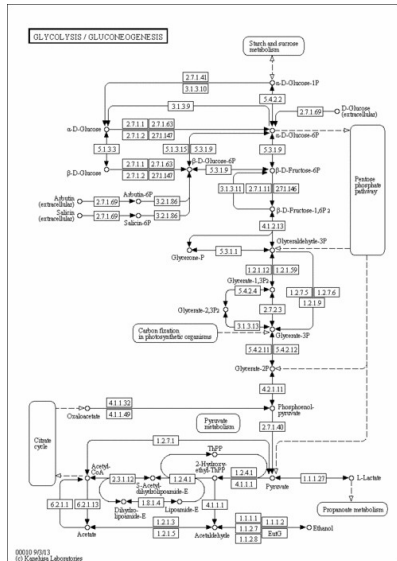 GLYCOLYSIS / GLUCONEOGENESIS
Starch and sucrose
metabolism
2.7.1.41
α-D-Glucose-1P
3.1.3.10
5.4.2.2
2.7.1.69
D-Glucose
(extracellular)
3.1.3.9
α-D-Glucose
2.7.1.1
2.7.1.63
2.7.1.2
2.7.1.147
α-D-Glucose-6P
5.1.3.3
5.1.3.15
5.3.1.9
5.3.1.9
β-D-Glucose-6P
5.3.1.9
β-D-Fructose-6P
β-D-Glucose
2.7.1.1
2.7.1.63
2.7.1.2
2.7.1.147
Pentose
phosphate
pathway
3.1.3.11
2.7.1.11
2.7.1.146
Arbutin
(extracellular)
2.7.1.69
Arbutin-6P
3.2.1.86
Salicin
(extracellular)
2.7.1.69
Salicin-6P
3.2.1.86
β-D-Fructose-1,6P2
4.1.2.13
Glyceraldehyde-3P
Glycerone-P
5.3.1.1
1.2.1.12
1.2.1.59
Glycerate-1,3P2
1.2.7.5
1.2.7.6
1.2.1.9
5.4.2.4
Glycerate-2,3P2
2.7.2.3
3.1.3.13
Glycerate-3P
Carbon fixation
in photosynthetic organisms
5.4.2.11
5.4.2.12
Glycerate-2P
4.2.1.11
4.1.1.32
4.1.1.49
Oxaloacetate
Phosphoenol-
pyruvate
Citrate
cycle
Pyruvate metabolism
2.7.1.40
1.2.7.1
ThPP
Acetyl-
CoA
2.3.1.12
S-Acetyl-
dihydrolipoamide-E
1.2.4.1
2-Hydroxy-
ethyl-ThPP
1.2.4.1
4.1.1.1
Pyruvate
1.1.1.27
L-Lactate
Dihydro-
lipoamide-E
1.8.1.4
Lipoamide-E
4.1.1.1
Propanoate metabolism
6.2.1.1
6.2.1.13
Acetate
1.2.1.3
1.2.1.5
Acetaldehyde
1.1.1.1
1.1.1.2
1.1.2.7
EutG
1.1.2.8
Ethanol
00010 9/3/13
(c) Kanehisa Laboratories